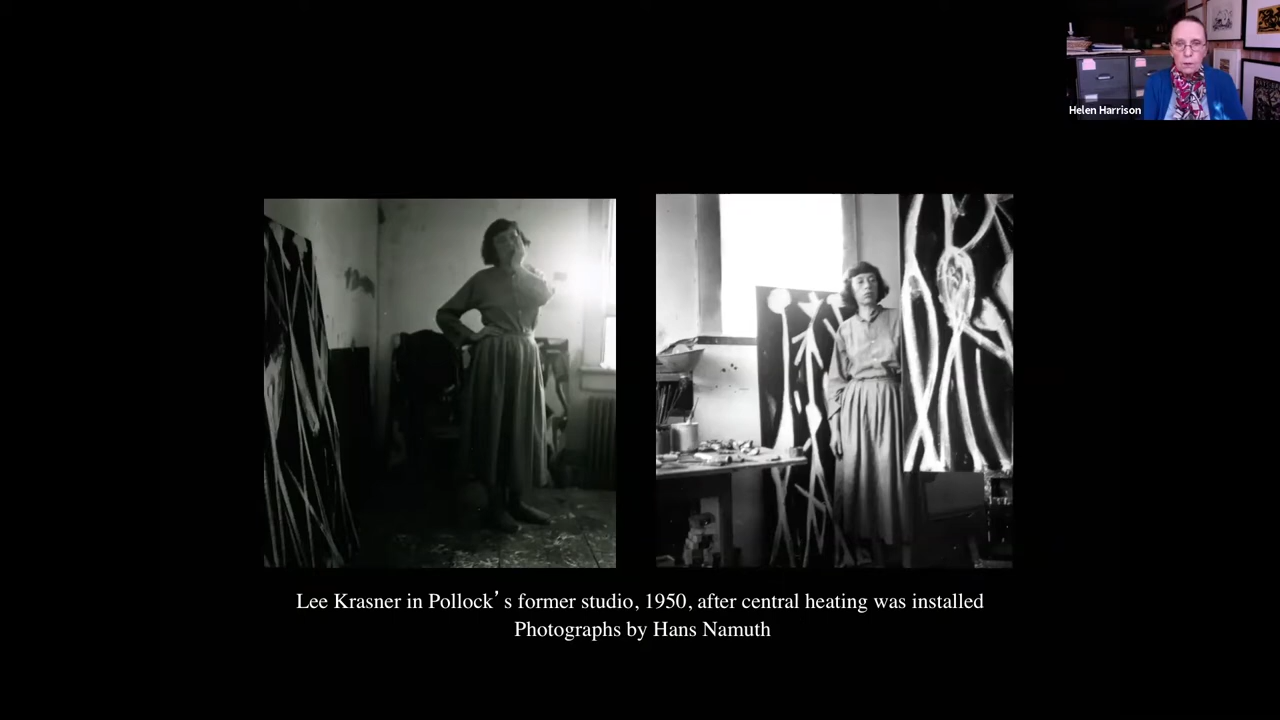 Helen Harrison
Lee Krasner in Pollock’s former studio, 1950, after central heating was installed
Photographs by Hans Namuth